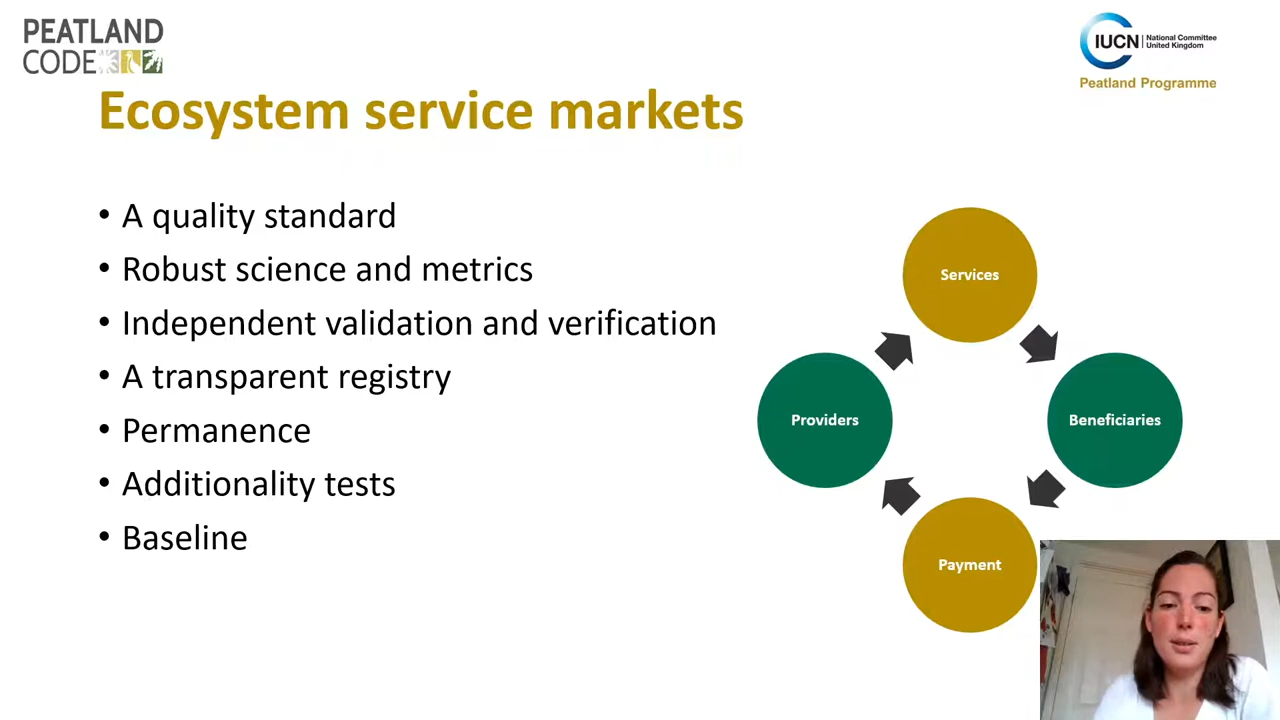 PEATLAND
CODE
IUCN
National Committee
United Kingdom
Peatland Programme
Ecosystem service markets
• A quality standard
• Robust science and metrics
• Independent validation and verification
• A transparent registry
• Permanence
• Additionality tests
• Baseline
Services
Providers
Beneficiaries
Payment